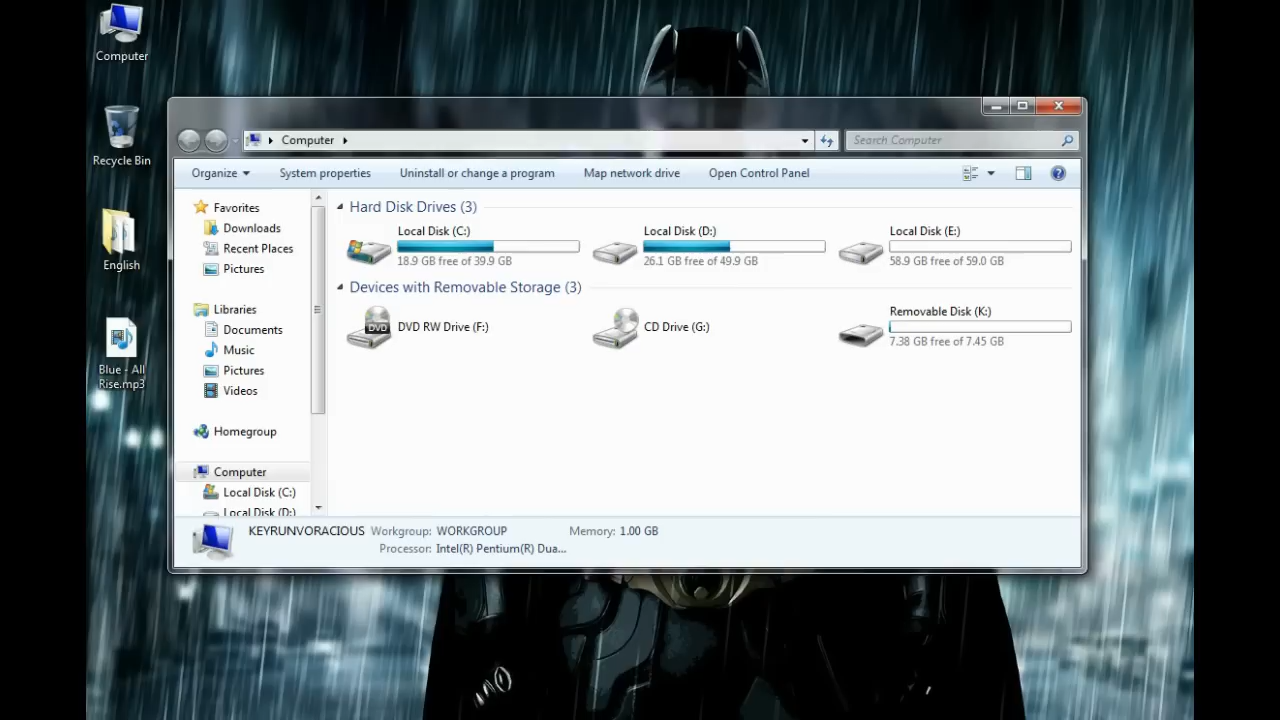 Computer
Recycle Bin
English
Blue - All
Rise.mp3
Computer
Search Computer
Organize
System properties
Uninstall or change a program
Map network drive
Open Control Panel
Favorites
Downloads
Recent Places
Pictures
Libraries
Documents
Music
Pictures
Videos
Homegroup
Computer
Local Disk (C:)
Local Disk (D:)
Hard Disk Drives (3)
Local Disk (C:)
18.9 GB free of 39.9 GB
Local Disk (D:)
26.1 GB free of 49.9 GB
Local Disk (E:)
58.9 GB free of 59.0 GB
Devices with Removable Storage (3)
DVD
DVD RW Drive (F:)
CD Drive (G:)
Removable Disk (K:)
7.38 GB free of 7.45 GB
KEYRUNVORACIOUS Workgroup: WORKGROUP Memory: 1.00 GB
Processor: Intel(R) Pentium(R) Dua...